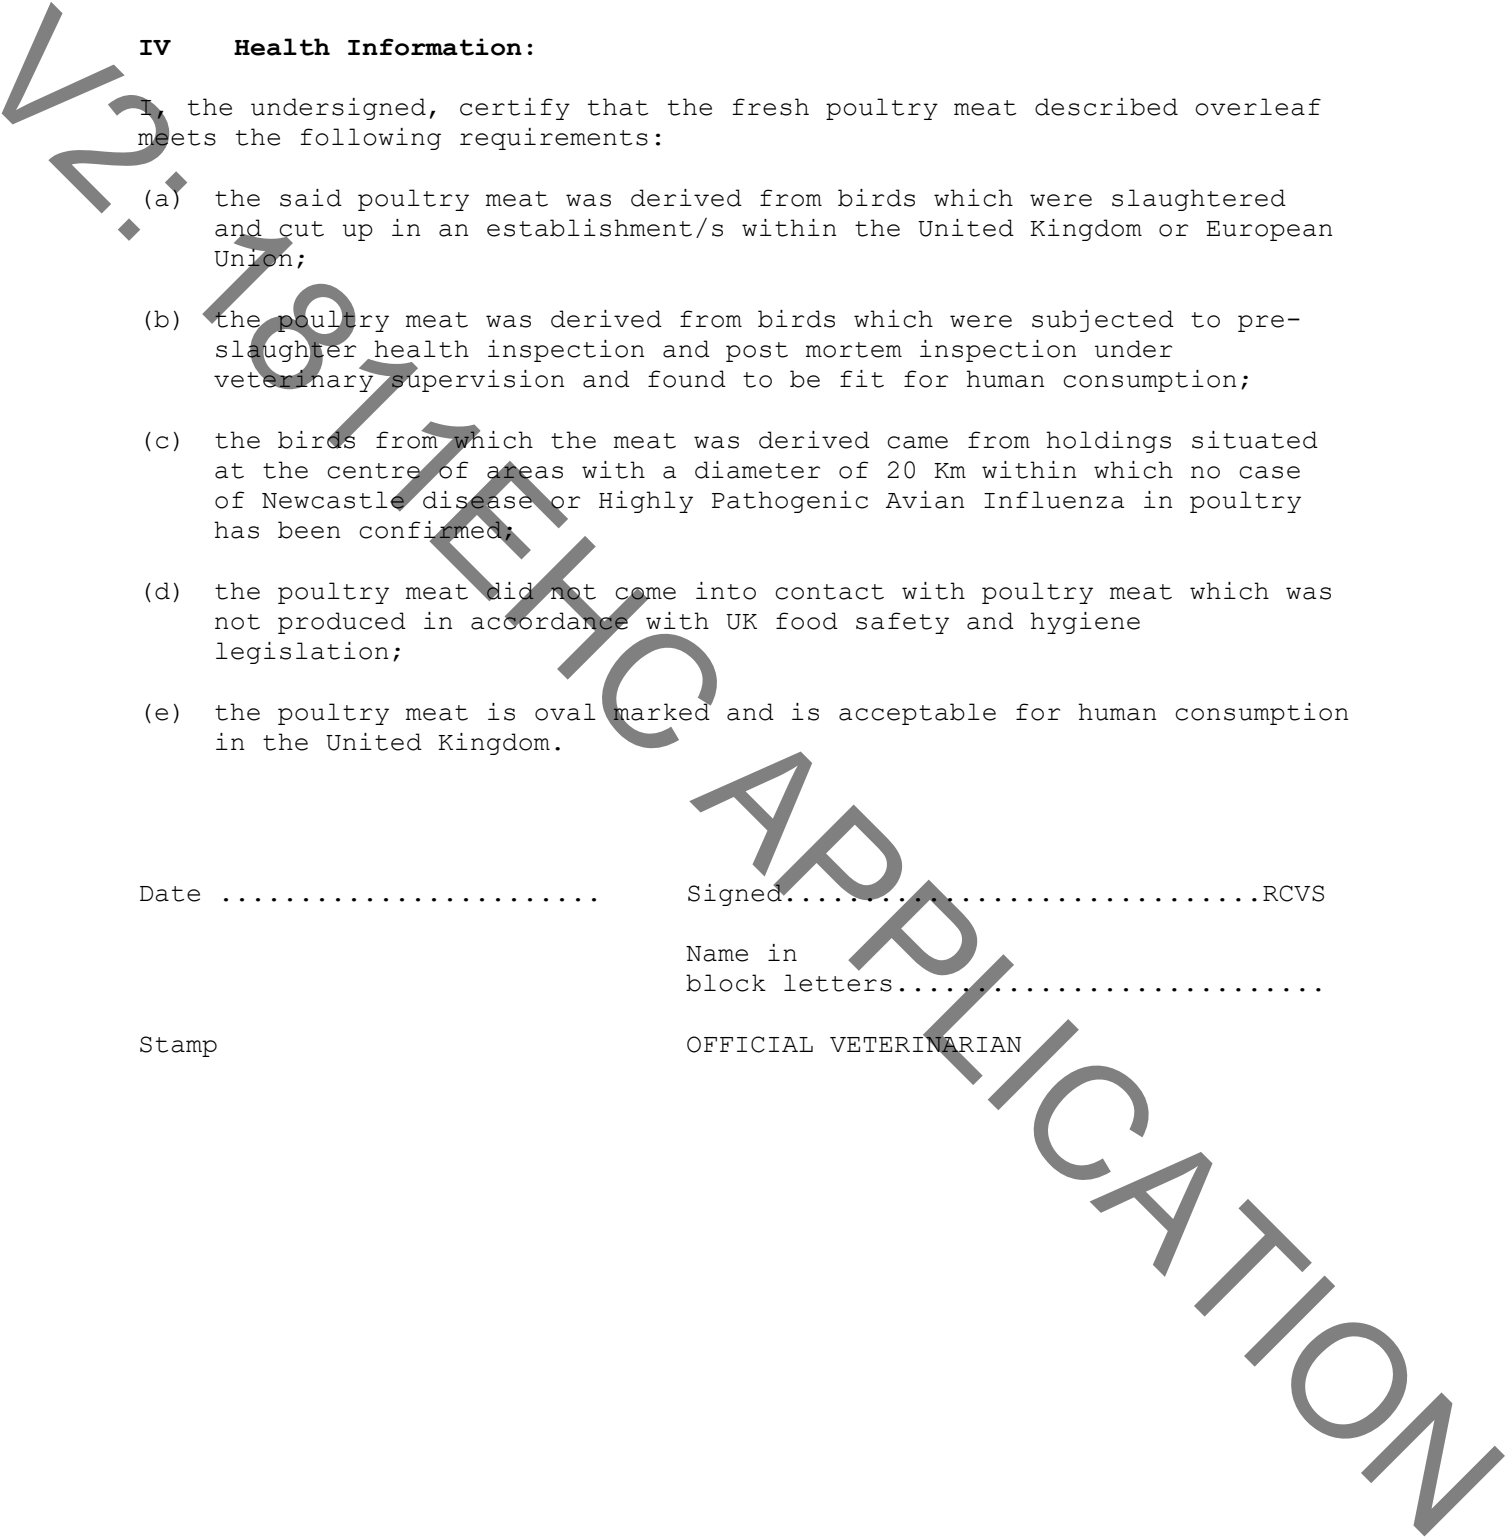 IV Health Information:
I, the undersigned, certify that the fresh poultry meat described overleaf
meets the following requirements:
(a) the said poultry meat was derived from birds which were slaughtered
and cut up in an establishment/s within the United Kingdom or European
Union;
(b) the poultry meat was derived from birds which were subjected to pre-
slaughter health inspection and post mortem inspection under
veterinary supervision and found to be fit for human consumption;
(c) the birds from which the meat was derived came from holdings situated
at the centre of areas with a diameter of 20 Km within which no case
of Newcastle disease or Highly Pathogenic Avian Influenza in poultry
has been confirmed;
(d) the poultry meat did not come into contact with poultry meat which was
not produced in accordance with UK food safety and hygiene
legislation;
(e) the poultry meat is oval marked and is acceptable for human consumption
in the United Kingdom.
Date ........................ Signed..............................RCVS
Name in
block letters...........................
Stamp OFFICIAL VETERINARIAN
V2: 1811EHC APPLICATION